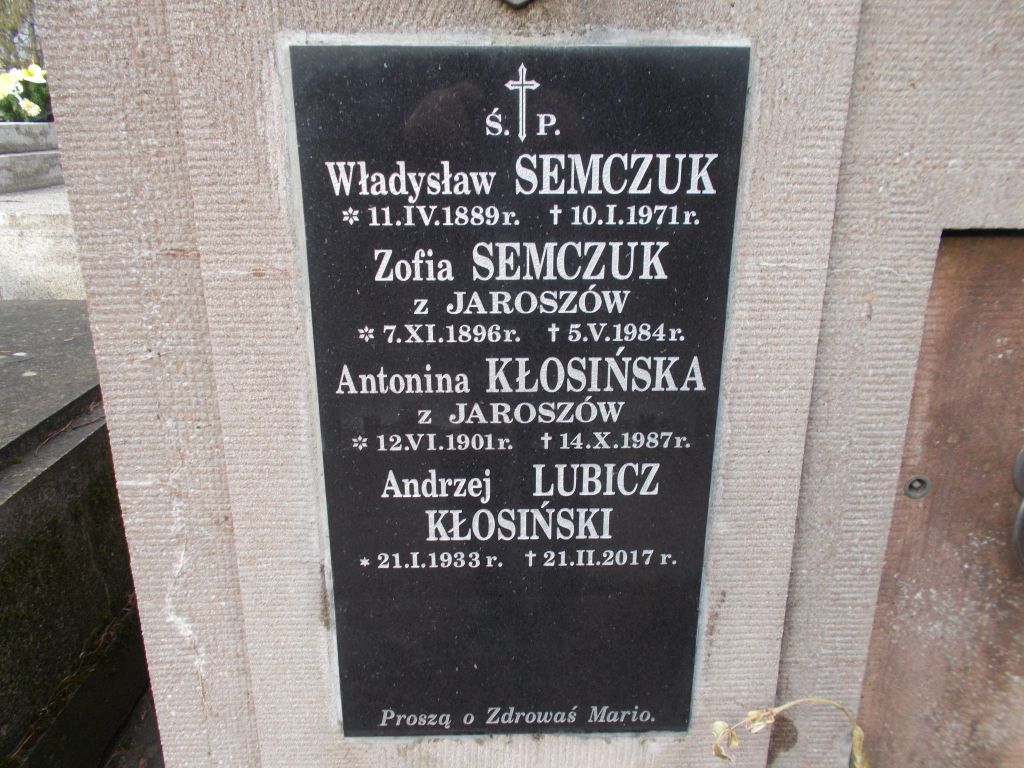 Ś. P.
Władysław SEMCZUK
* 11.IV.1889 r. † 10.I.1971 r.
Zofia SEMCZUK
z JAROSZÓW
* 7.XI.1896 r. † 5.V.1984 r.
Antonina KŁOSIŃSKA
z JAROSZÓW
* 12.VI.1901 r. † 14.X.1987 r.
Andrzej LUBICZ
KŁOSIŃSKI
* 21.I.1933 r. † 21.II.2017 r.
Proszą o Zdrowaś Mario.